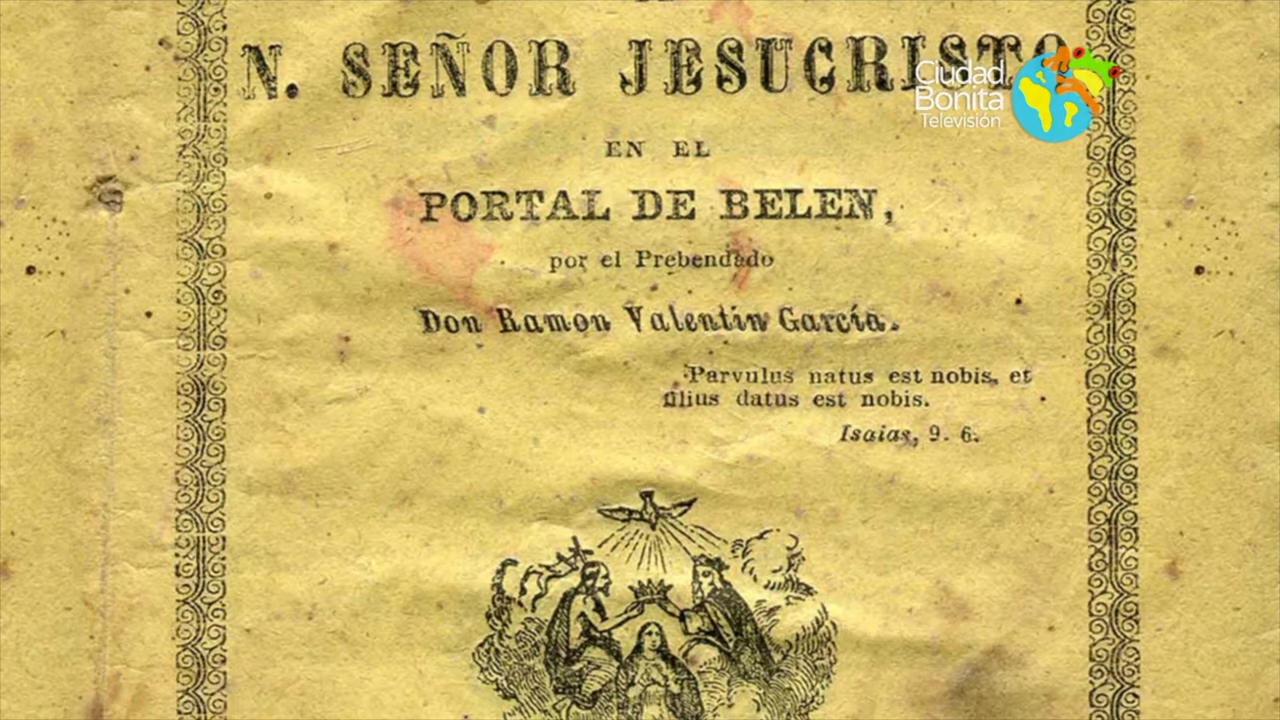 N. SEÑOR JESUCRISTO
EN EL
PORTAL DE BELEN,
por el Prebendado
Don Ramon Valentin García.
Parvulus natus est nobis, et
filius datus est nobis.
Isaias, 9. 6.
Ciudad
Bonita
Televisión